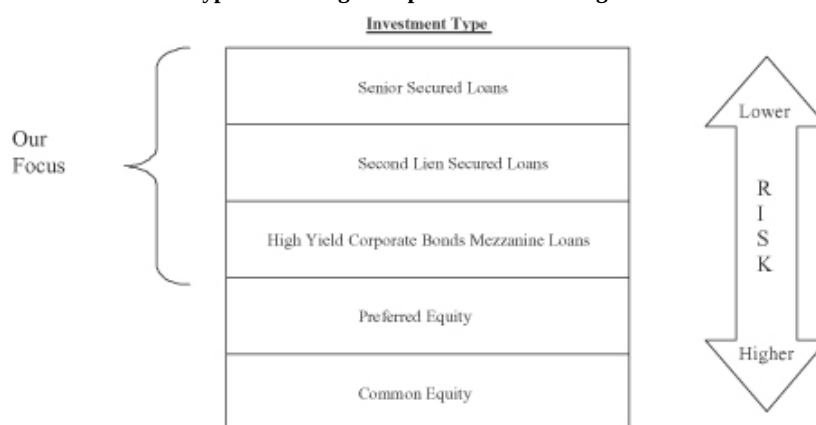 Investment Type
Senior Secured Loans
Our
Focus
Second Lien Secured Loans
High Yield Corporate Bonds Mezzanine Loans
Preferred Equity
Common Equity
Lower
R
I
S
K
Higher